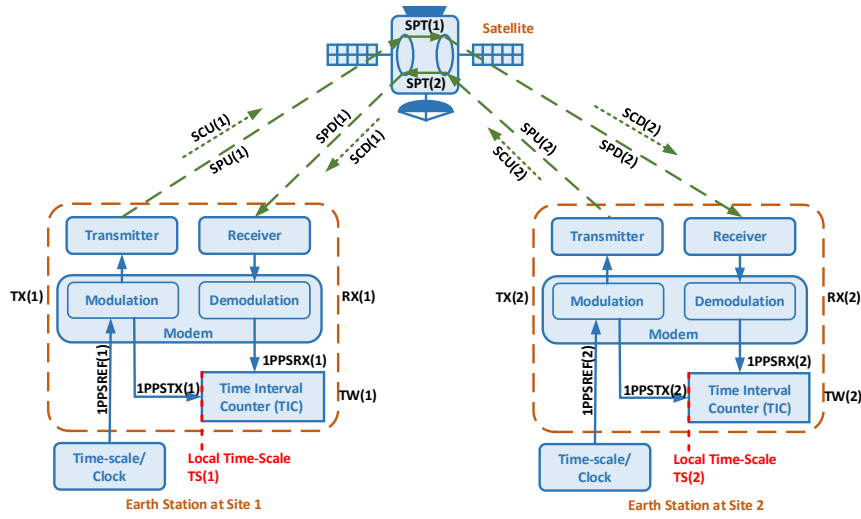 SPT(1)
Satellite
SPT(2)
SCU(1)
SPU(1)
SPD(1)
SCD(1)
SPU(2)
SCU(2)
SCD(2)
SPD(2)
Transmitter
Receiver
TX(1)
Modulation
Demodulation
RX(1)
Modem
1PPSREF(1)
1PPSTX(1)
1PPSRX(1)
Time Interval
Counter (TIC)
TW(1)
Time-scale/
Clock
Local Time-Scale
TS(1)
Earth Station at Site 1
Transmitter
Receiver
TX(2)
Modulation
Demodulation
RX(2)
Modem
1PPSREF(2)
1PPSTX(2)
1PPSRX(2)
Time Interval
Counter (TIC)
TW(2)
Time-scale/
Clock
Local Time-Scale
TS(2)
Earth Station at Site 2